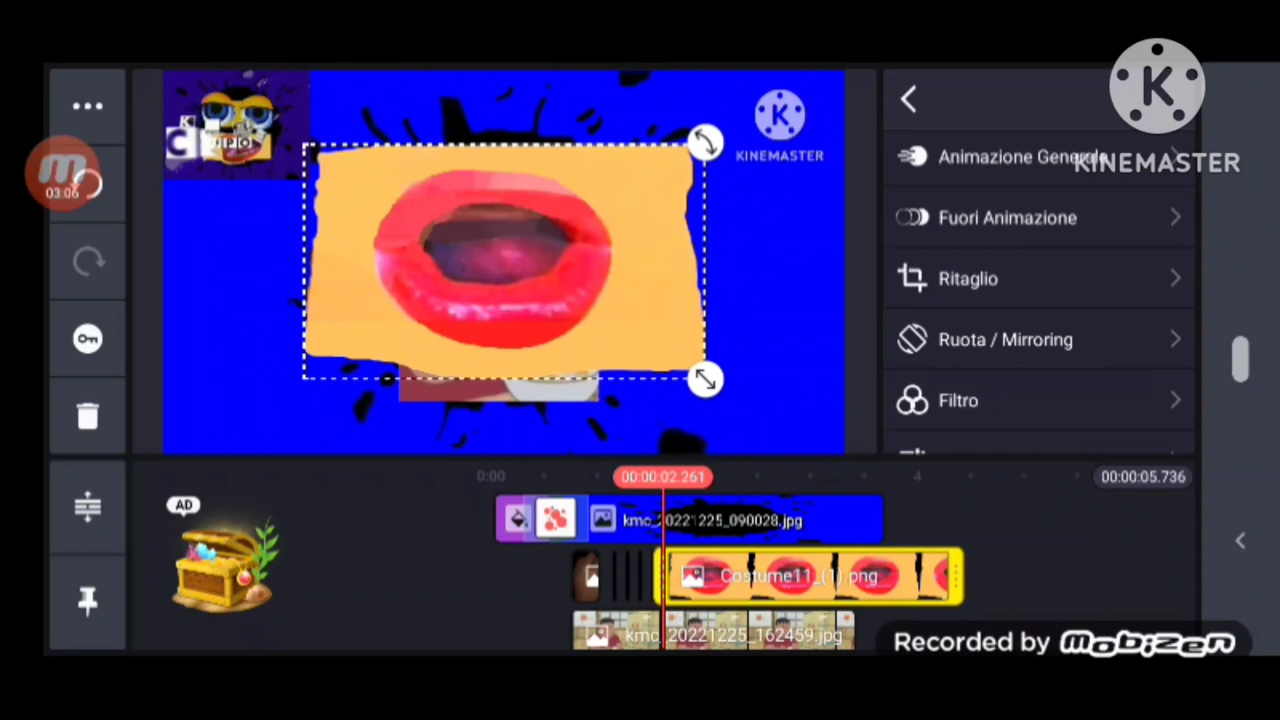 KINEMASTER
KINEMASTER
03:06
Animazione Generale
Fuori Animazione
Ritaglio
Ruota / Mirroring
Filtro
0:00
00:00:02.261
4
00:00:05.736
AD
kmc_20221225_090028.jpg
Costume11_(1).png
kmc_20221225_162459.jpg
Recorded by mobizen